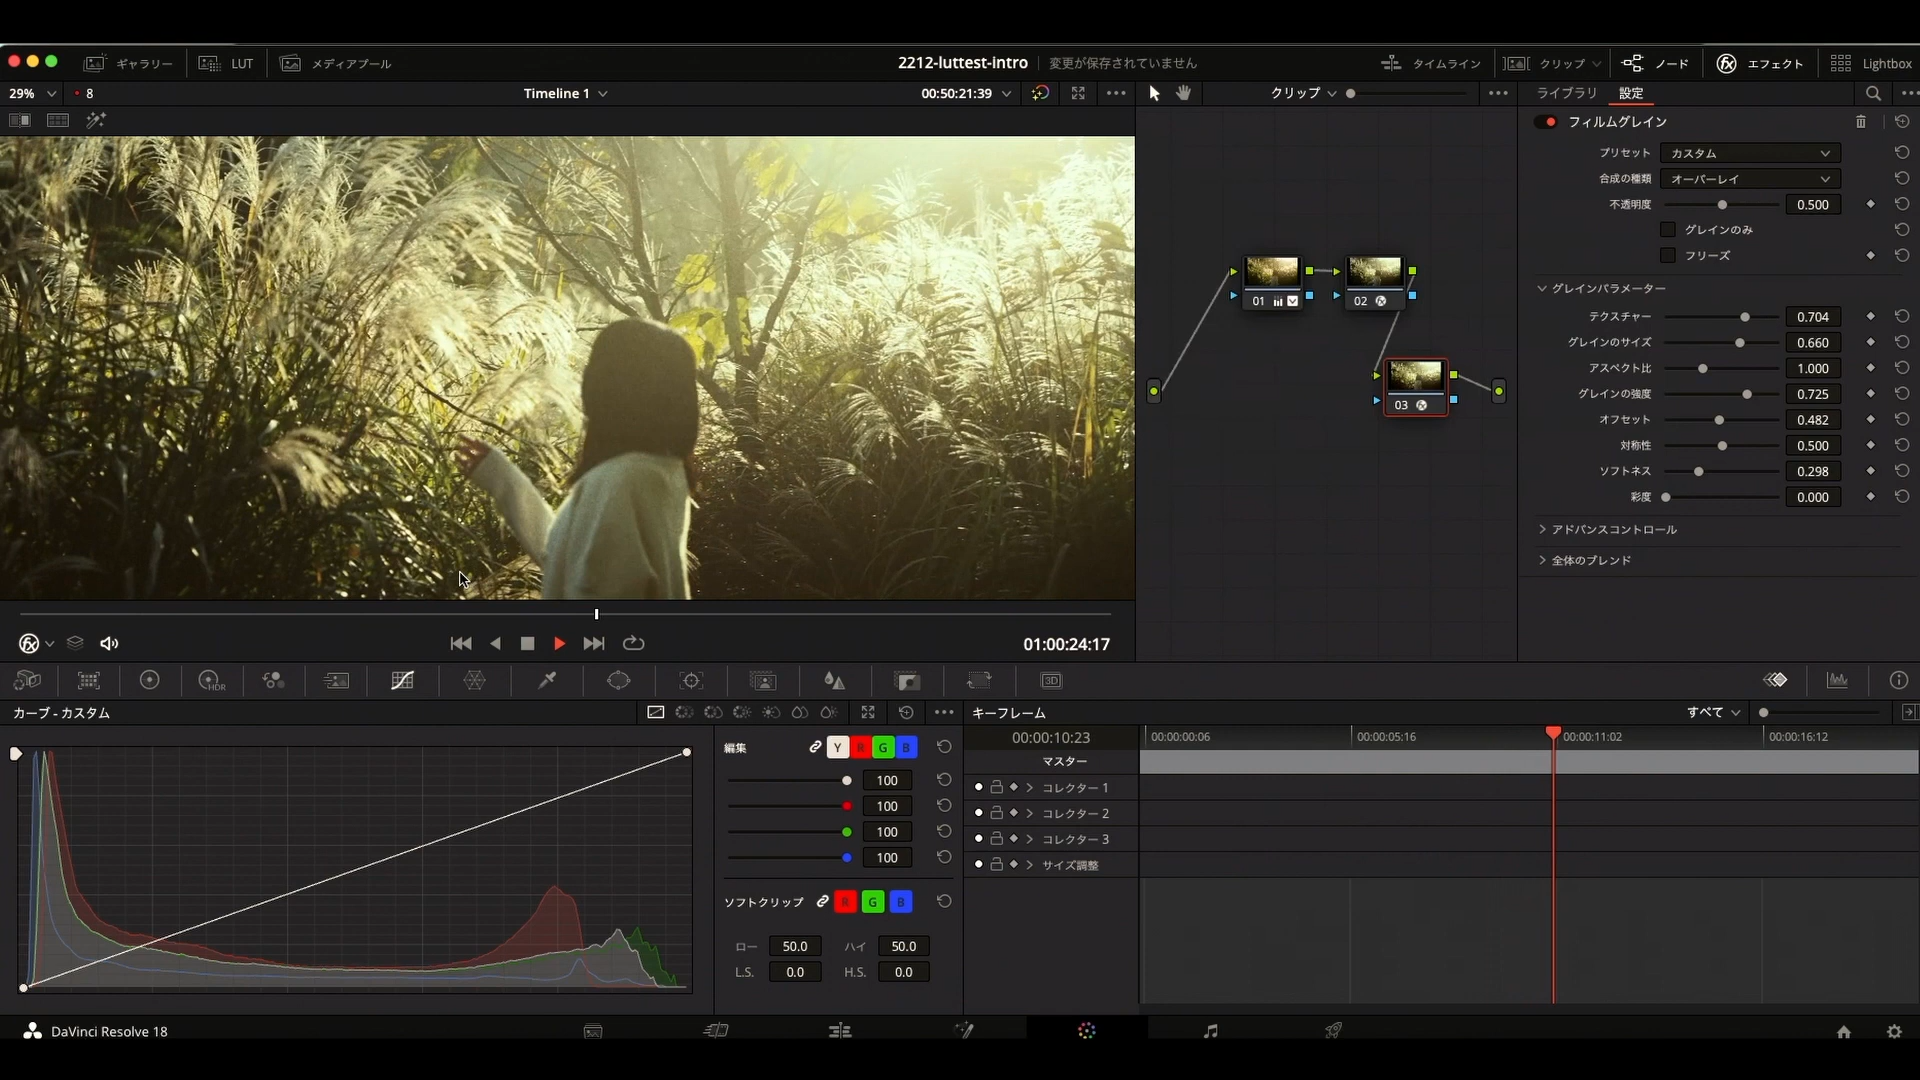 ギャラリー LUT メディアプール 2212-luttest-intro 変更が保存されていません タイムライン クリップ ノード エフェクト Lightbox
29% 8 Timeline 1 00:50:21:39 クリップ ライブラリ 設定
フィルムグレイン
プリセット カスタム
合成の種類 オーバーレイ
不透明度 0.500
グレインのみ
フリーズ
グレインパラメーター
テクスチャー 0.704
グレインのサイズ 0.660
アスペクト比 1.000
グレインの強度 0.725
オフセット 0.482
対称性 0.500
ソフトネス 0.298
彩度 0.000
アドバンスコントロール
全体のブレンド
01 02
03
01:00:24:17
HDR 3D
カーブ - カスタム
編集 Y R G B
100
100
100
100
ソフトクリップ R G B
ロー 50.0 ハイ 50.0
L.S. 0.0 H.S. 0.0
キーフレーム すべて
00:00:10:23 00:00:00:06 00:00:05:16 00:00:11:02 00:00:16:12
マスター
コレクター 1
コレクター 2
コレクター 3
サイズ調整
DaVinci Resolve 18